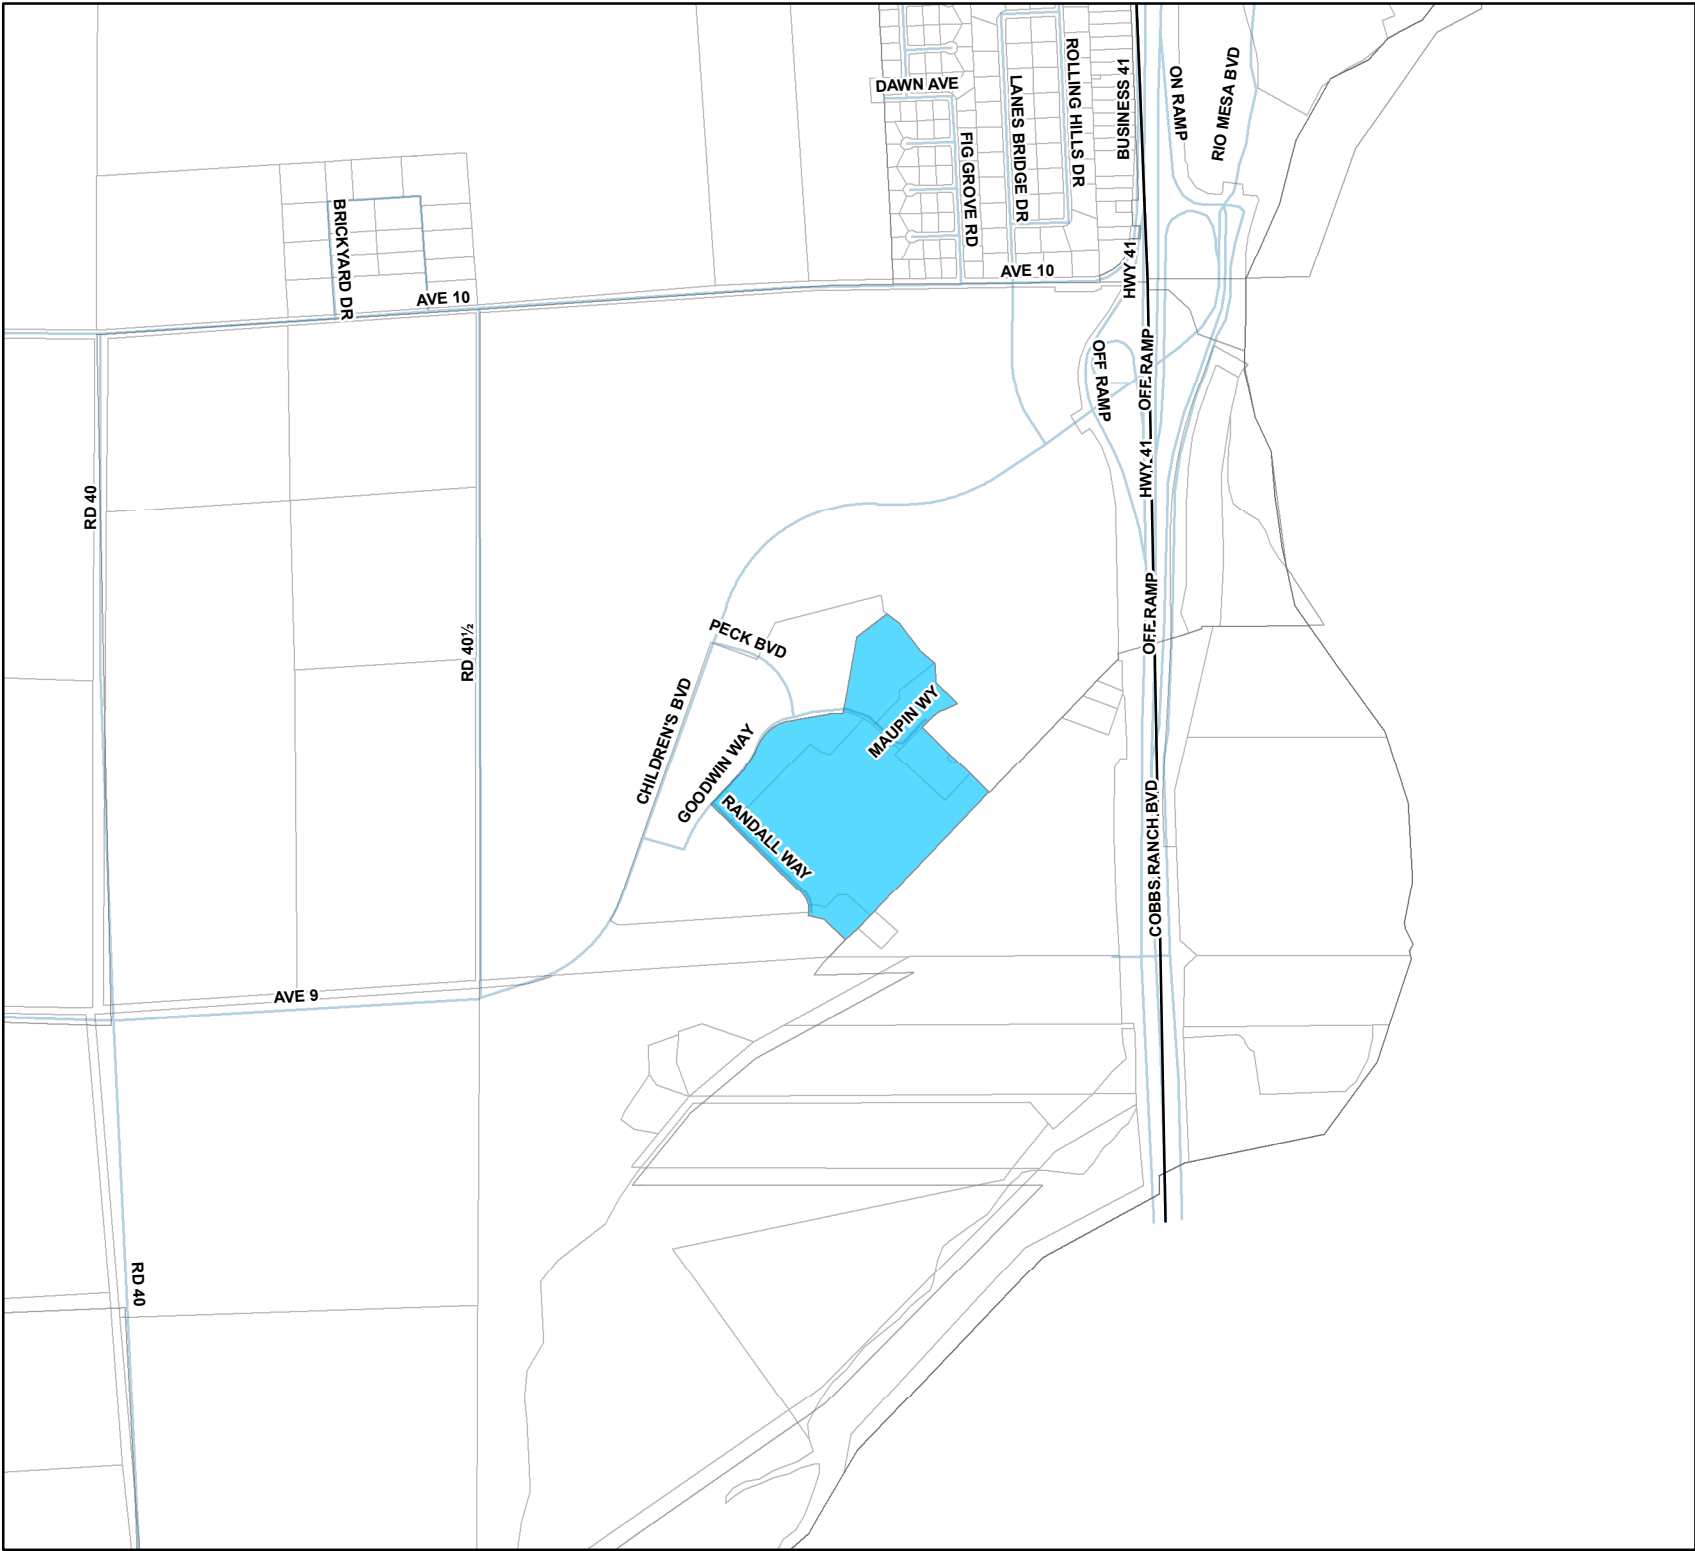 DAWN AVE
FIG GROVE RD
LANES BRIDGE DR
ROLLING HILLS DR
BUSINESS 41
ON RAMP
RIO MESA BVD
BRICKYARD DR
AVE 10
AVE 10
HWY 41
OFF RAMP
OFF RAMP
HWY 41
RD 40
OFF RAMP
RD 40½
PECK BVD
CHILDREN'S BVD
GOODWIN WAY
MAUPIN WY
RANDALL WAY
COBBS RANCH BVD
AVE 9
RD 40